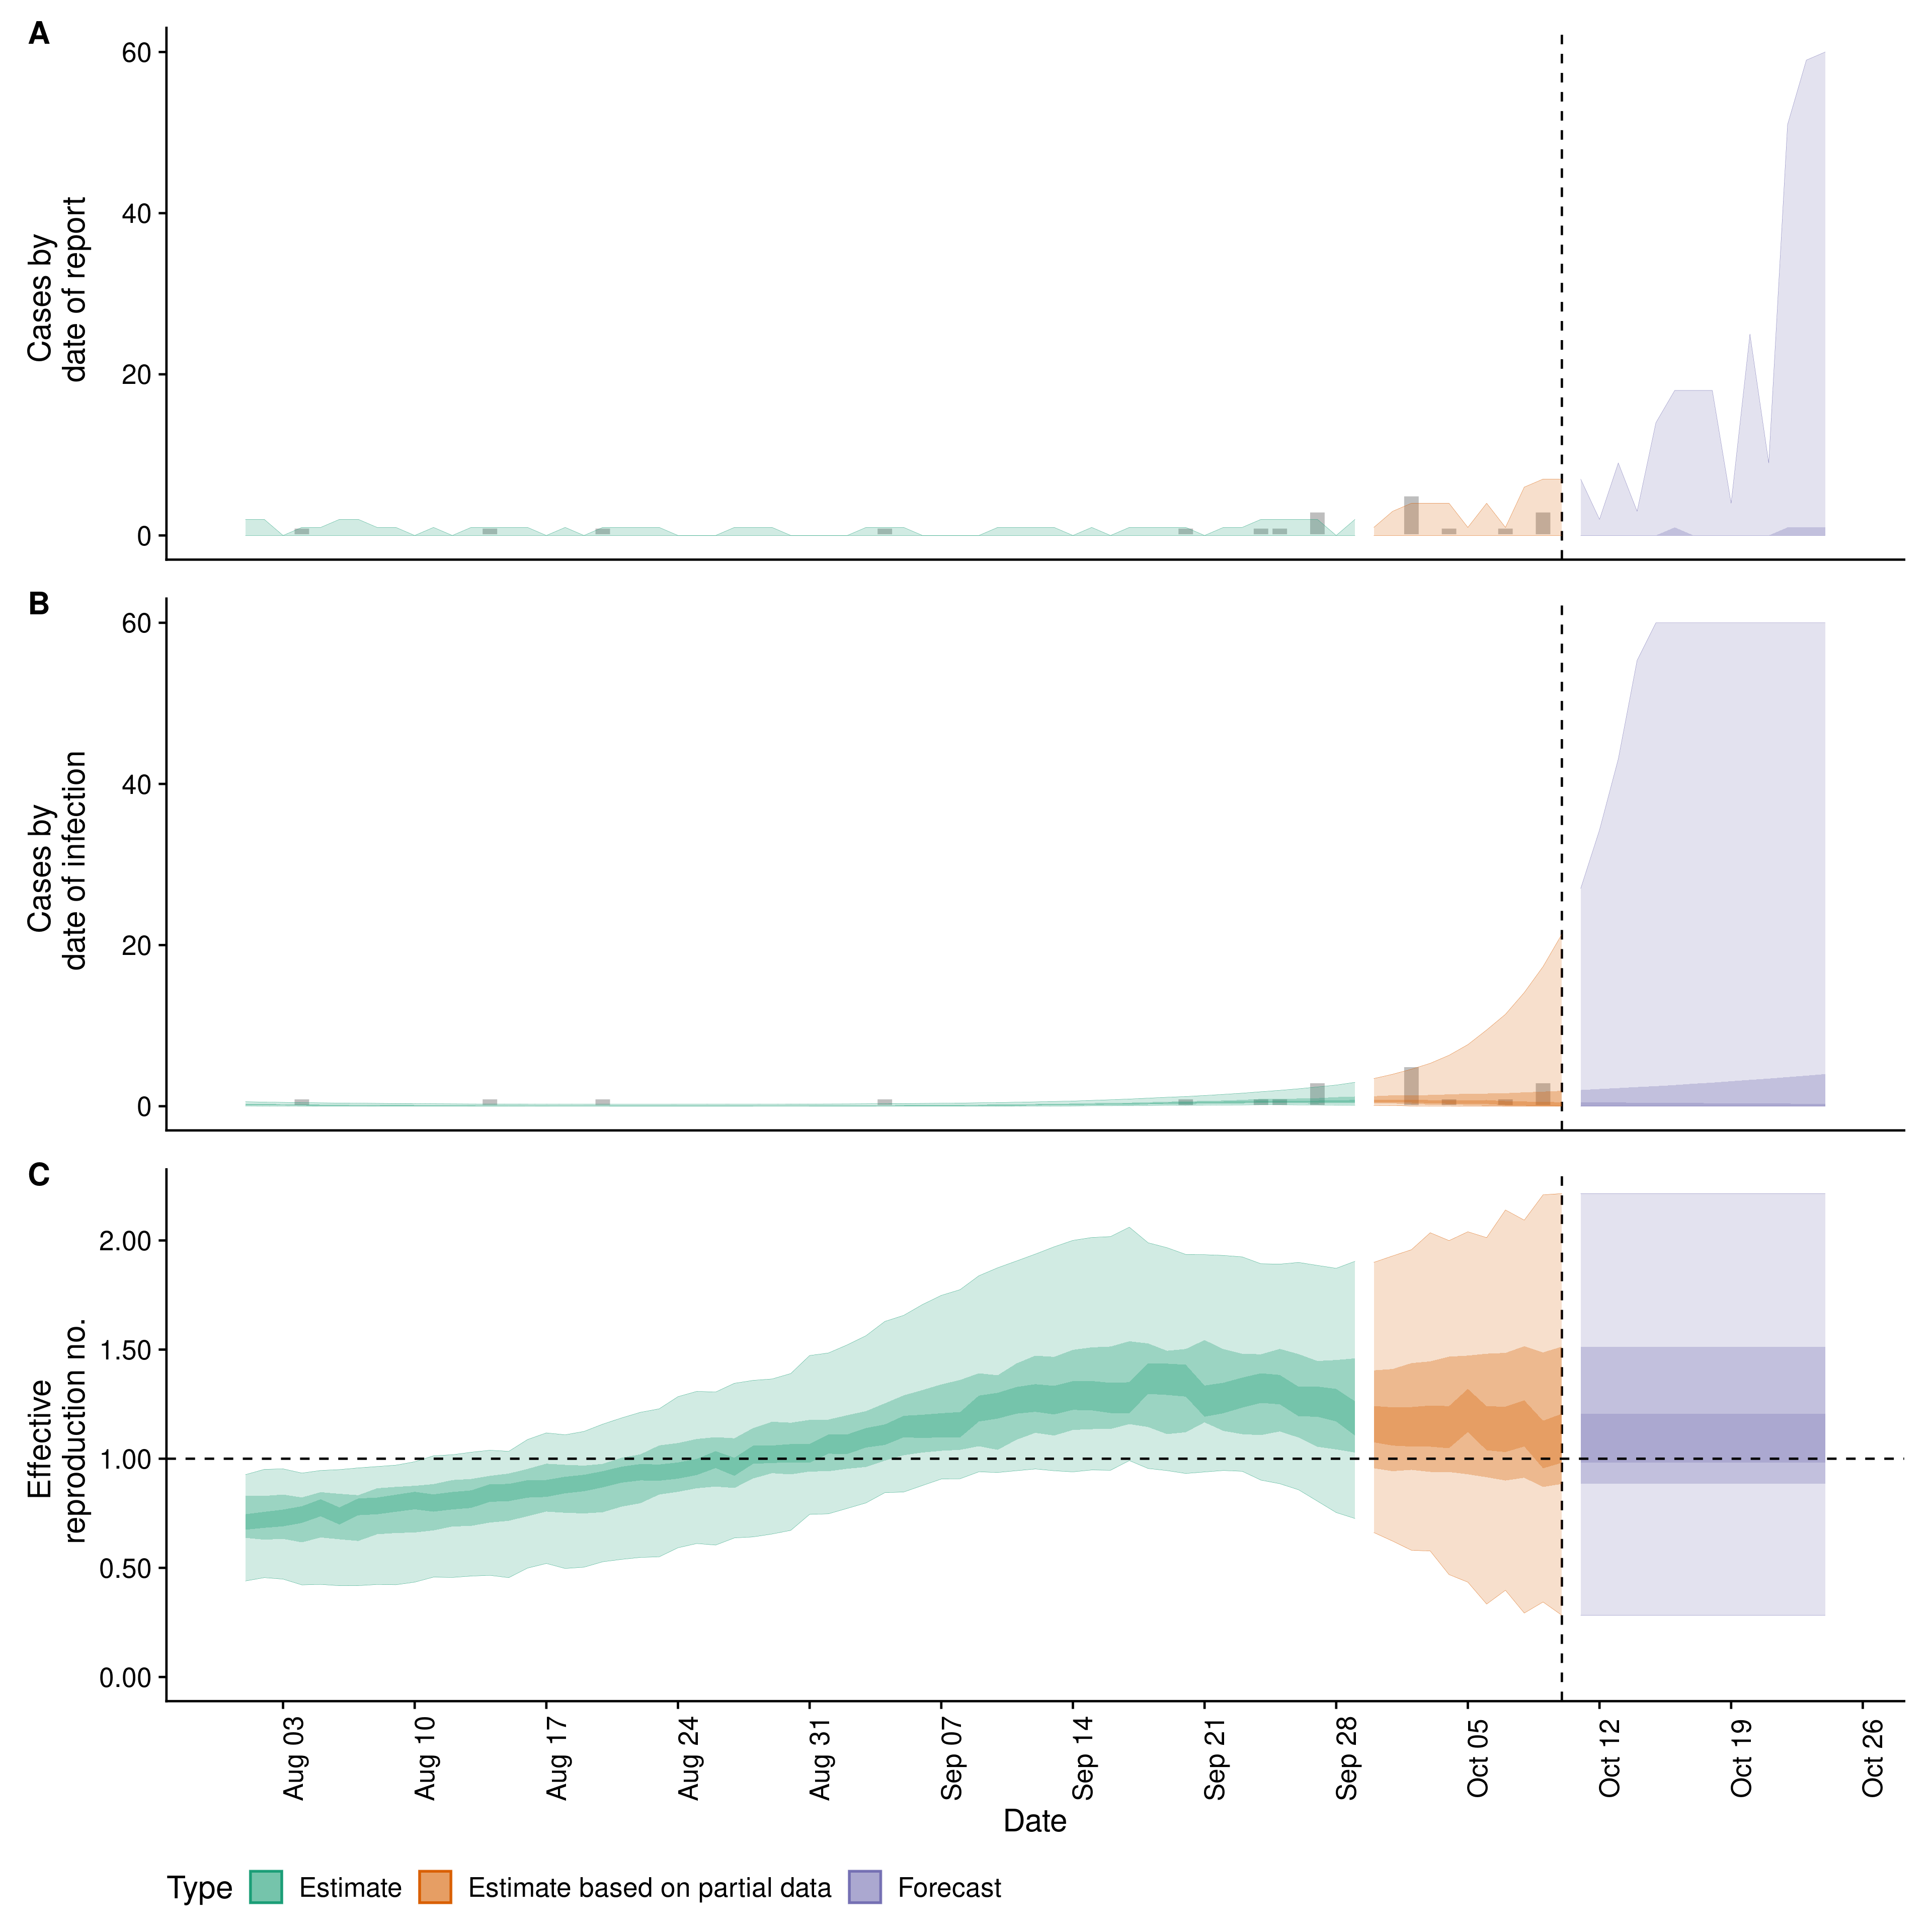 A
60
40
20
0
Cases by
date of report
B
60
40
20
0
Cases by
date of infection
C
2.00
1.50
1.00
0.50
0.00
Effective
reproduction no.
Aug 03
Aug 10
Aug 17
Aug 24
Aug 31
Sep 07
Sep 14
Sep 21
Sep 28
Oct 05
Oct 12
Oct 19
Oct 26
Date
Type Estimate Estimate based on partial data Forecast